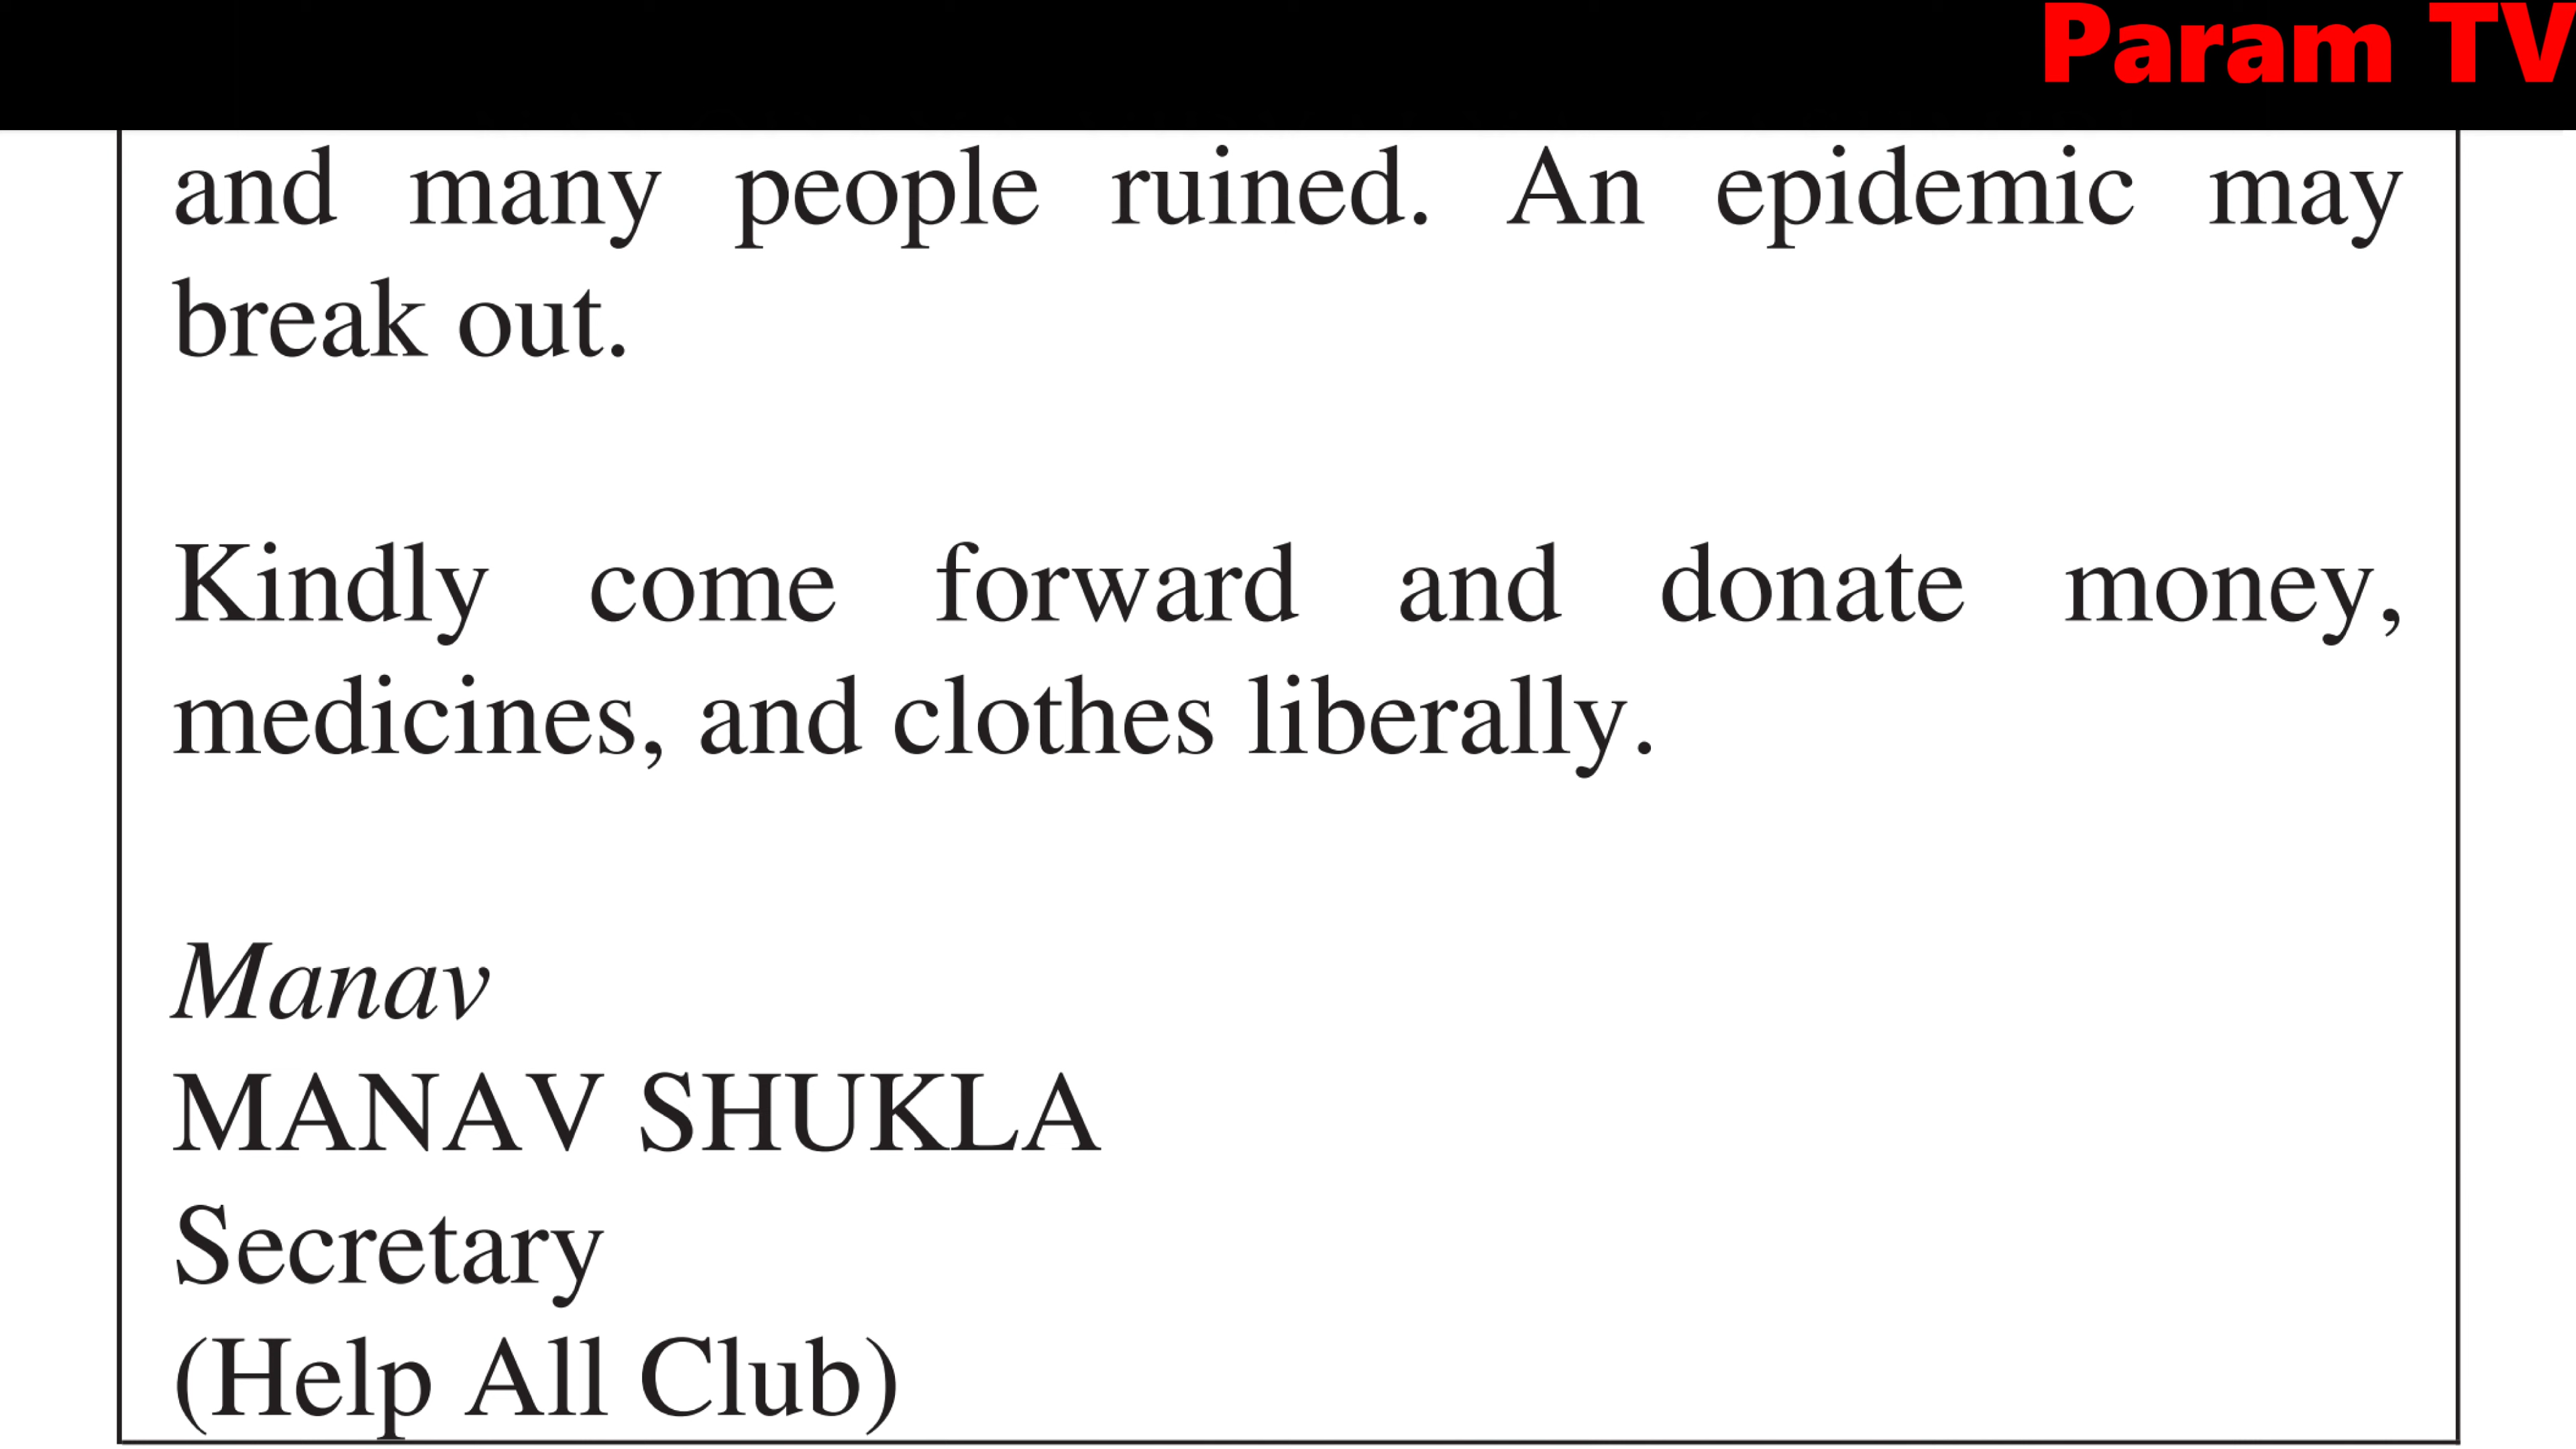 Param TV
and many people ruined. An epidemic may
break out.
Kindly come forward and donate money,
medicines, and clothes liberally.
Manav
MANAV SHUKLA
Secretary
(Help All Club)